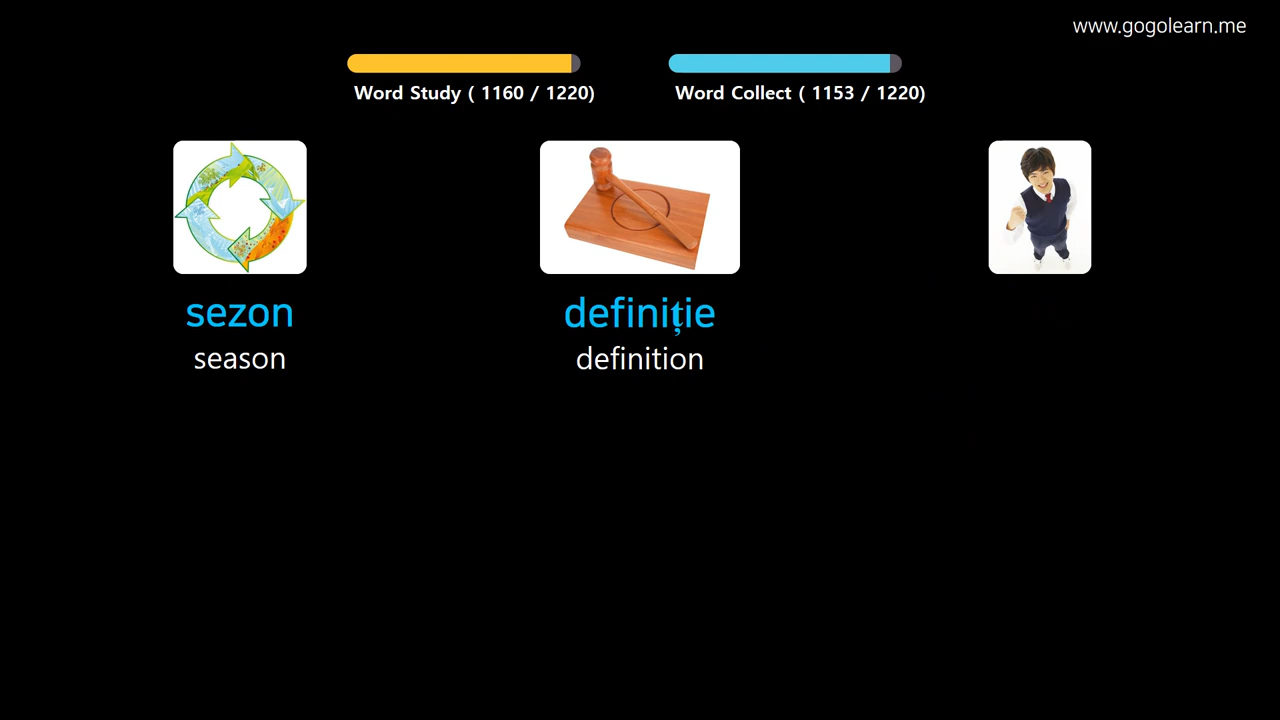 www.gogolearn.me
Word Study ( 1160 / 1220)
Word Collect ( 1153 / 1220)
sezon
season
definiție
definition